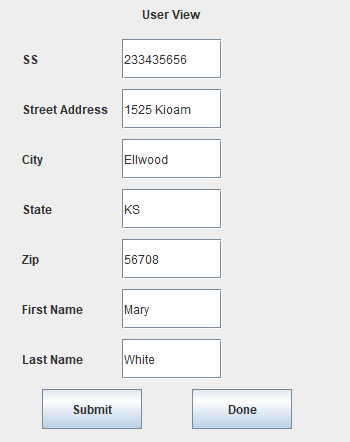 User View
SS 233435656
Street Address 1525 Kioam
City Ellwood
State KS
Zip 56708
First Name Mary
Last Name White
Submit Done